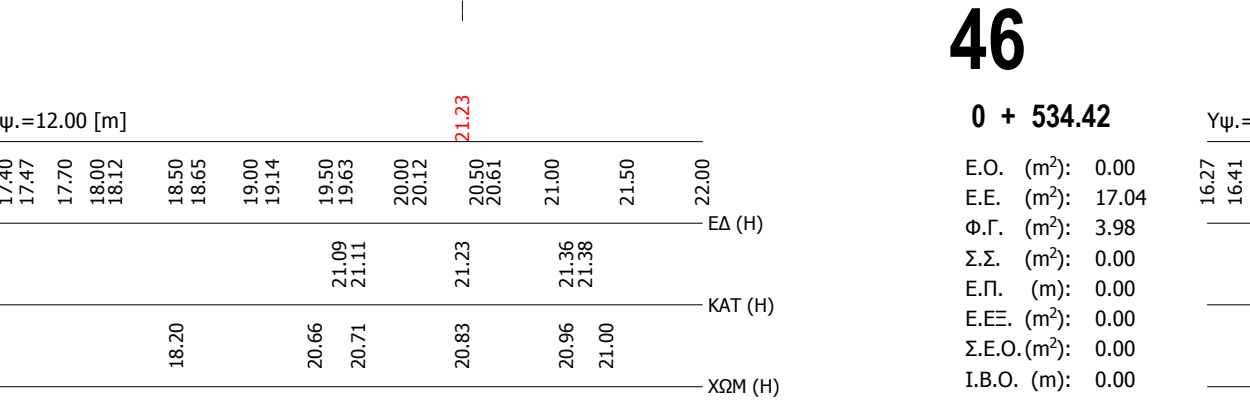 46
21.23
ψ.=12.00 [m]
0 + 534.42
Υψ.=
17.40 17.47 17.70 18.00 18.12 18.50 18.65 19.00 19.14 19.50 19.63 20.00 20.12 20.50 20.61 21.00 21.50 22.00
ΕΔ (Η)
21.09 21.11 21.23 21.36 21.38
ΚΑΤ (Η)
18.20 20.66 20.71 20.83 20.96 21.00
ΧΩΜ (Η)
Ε.Ο. (m²): 0.00
Ε.Ε. (m²): 17.04
Φ.Γ. (m²): 3.98
Σ.Σ. (m²): 0.00
Ε.Π. (m): 0.00
Ε.ΕΞ. (m²): 0.00
Σ.Ε.Ο. (m²): 0.00
Ι.Β.Ο. (m): 0.00
16.27 16.41